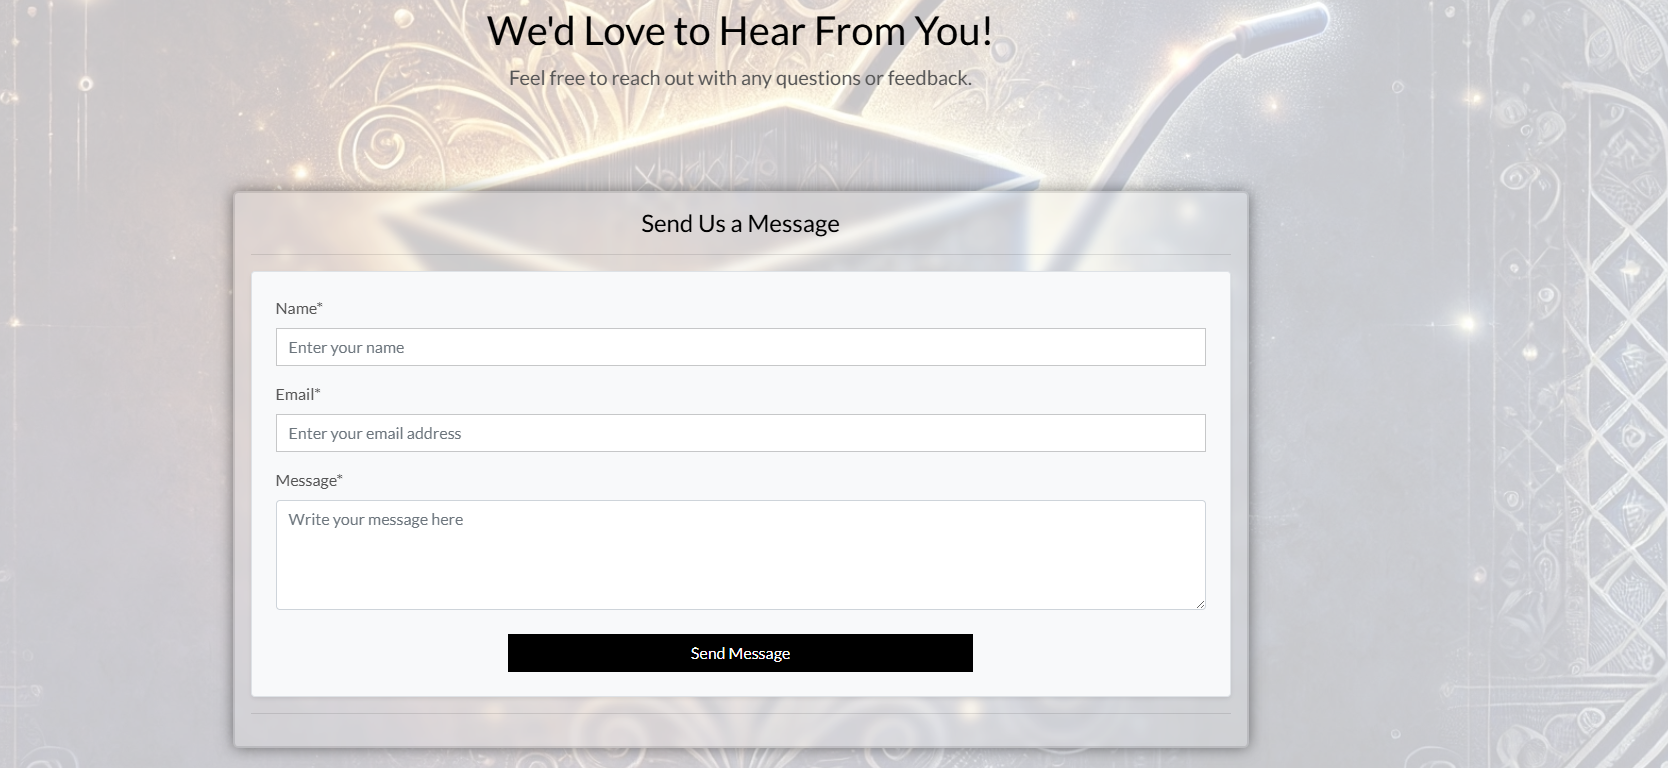 We'd Love to Hear From You!
Feel free to reach out with any questions or feedback.
Send Us a Message
Name*
Enter your name
Email*
Enter your email address
Message*
Write your message here
Send Message